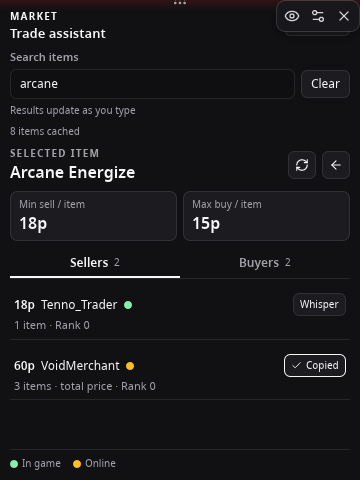 MARKET
Trade assistant
Search items
arcane
Clear
Results update as you type
8 items cached
SELECTED ITEM
Arcane Energize
Min sell / item
18p
Max buy / item
15p
Sellers 2
Buyers 2
18p Tenno_Trader
Whisper
1 item · Rank 0
60p VoidMerchant
Copied
3 items · total price · Rank 0
In game
Online